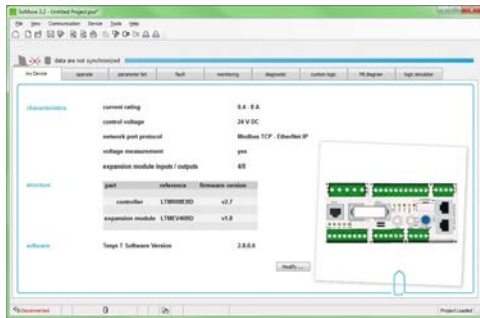 SoMove 2.2 - Untitled Project.psx*
File View Communication Device Tools Help
data are not synchronized
my device operate parameter list fault monitoring diagnostic custom logic FB diagram logic simulator
characteristics
current rating 0.4 - 8 A
control voltage 24 V DC
network port protocol Modbus TCP - EtherNet IP
voltage measurement yes
expansion module inputs / outputs 4/0
structure
part reference firmware version
controller LTMR08EBD v2.7
expansion module LTMEV40BD v1.8
software
Tesys T Software Version 2.8.0.0
Modify ...
Disconnected Project Loaded